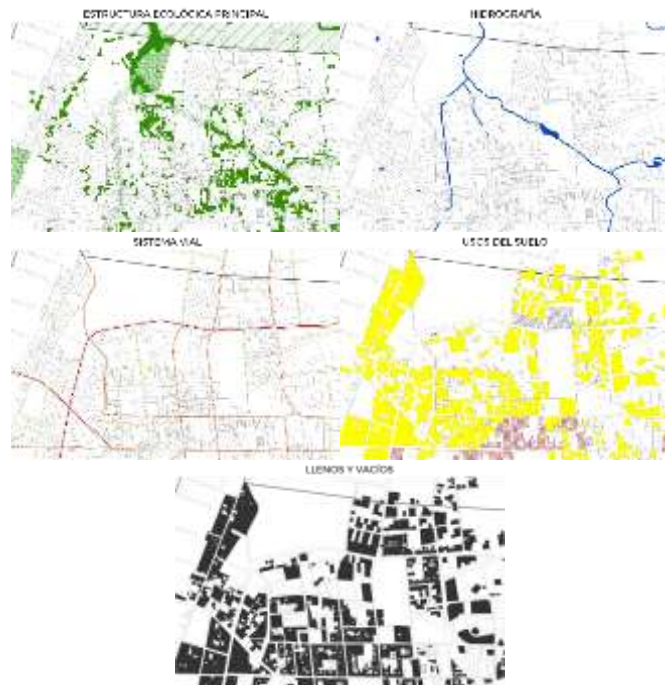 ESTRUCTURA ECOLÓGICA PRINCIPAL
HIDROGRAFÍA
SISTEMA VIAL
USOS DEL SUELO
LLENOS Y VACÍOS